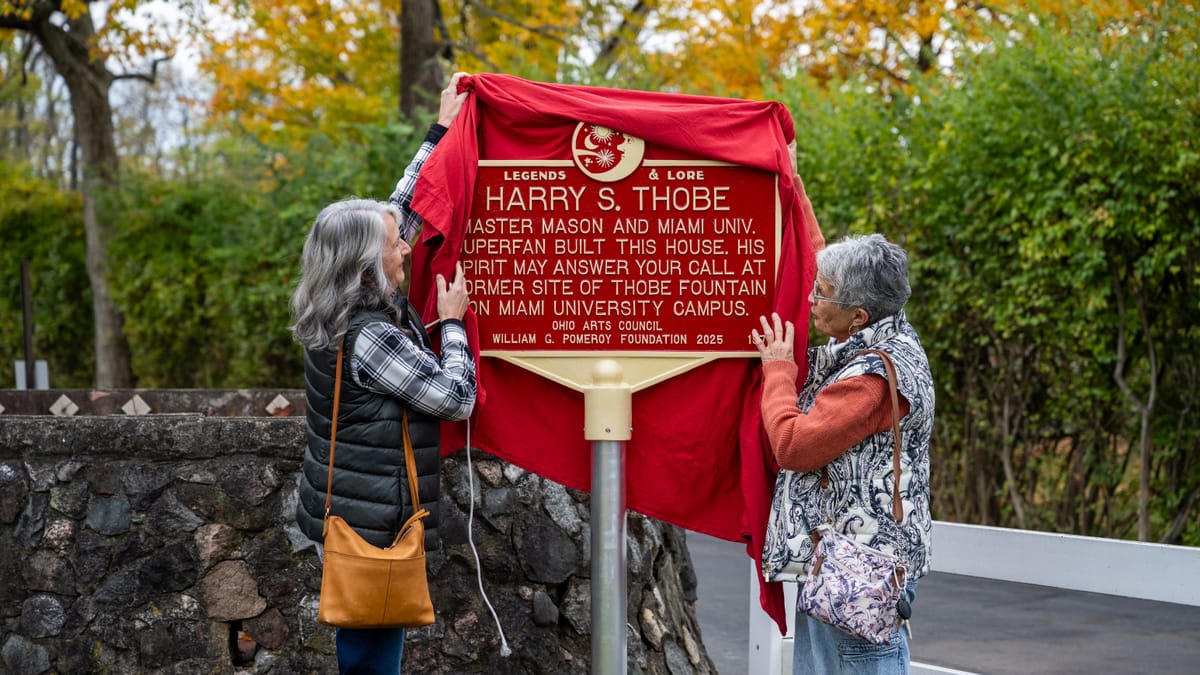 LEGENDS & LORE
HARRY S. THOBE
MASTER MASON AND MIAMI UNIV.
SUPERFAN BUILT THIS HOUSE. HIS
SPIRIT MAY ANSWER YOUR CALL AT
FORMER SITE OF THOBE FOUNTAIN
ON MIAMI UNIVERSITY CAMPUS.
OHIO ARTS COUNCIL
WILLIAM G. POMEROY FOUNDATION 2025